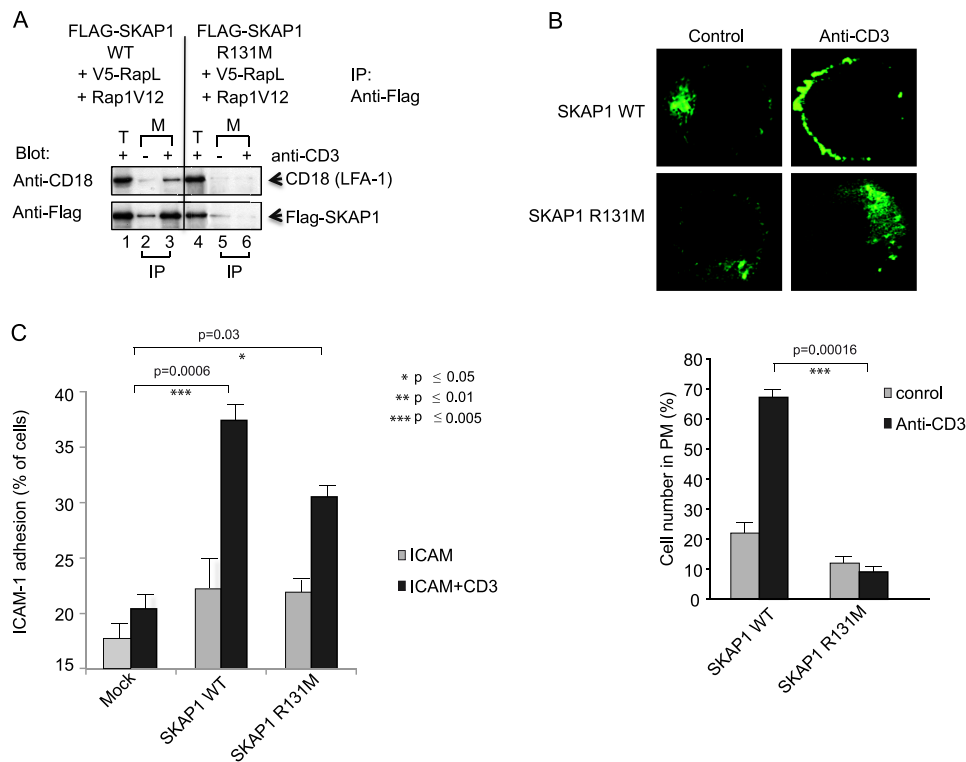 A
FLAG-SKAP1 FLAG-SKAP1
WT R131M
+ V5-RapL + V5-RapL IP:
+ Rap1V12 + Rap1V12 Anti-Flag
T M T M
Blot: + - + + - + anti-CD3
Anti-CD18 CD18 (LFA-1)
Anti-Flag Flag-SKAP1
1 2 3 4 5 6
IP IP
B
Control Anti-CD3
SKAP1 WT
SKAP1 R131M
C
p=0.03
*
p=0.0006
***
* p ≤ 0.05
** p ≤ 0.01
*** p ≤ 0.005
ICAM-1 adhesion (% of cells)
40
35
30
25
20
15
ICAM
ICAM+CD3
Mock
SKAP1 WT
SKAP1 R131M
p=0.00016
***
Cell number in PM (%)
80
70
60
50
40
30
20
10
0
conrol
Anti-CD3
SKAP1 WT
SKAP1 R131M